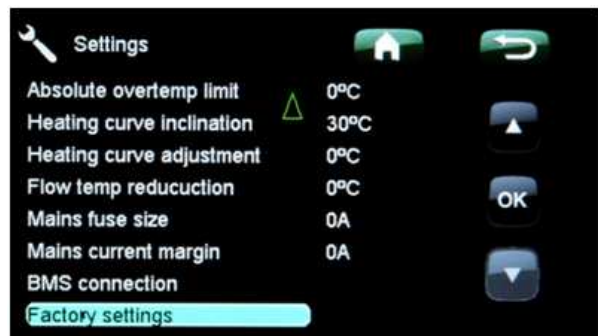 Settings
Absolute overtemp limit 0ºC
Heating curve inclination 30ºC
Heating curve adjustment 0ºC
Flow temp reducuction 0ºC
Mains fuse size 0A
Mains current margin 0A
BMS connection
Factory settings
OK